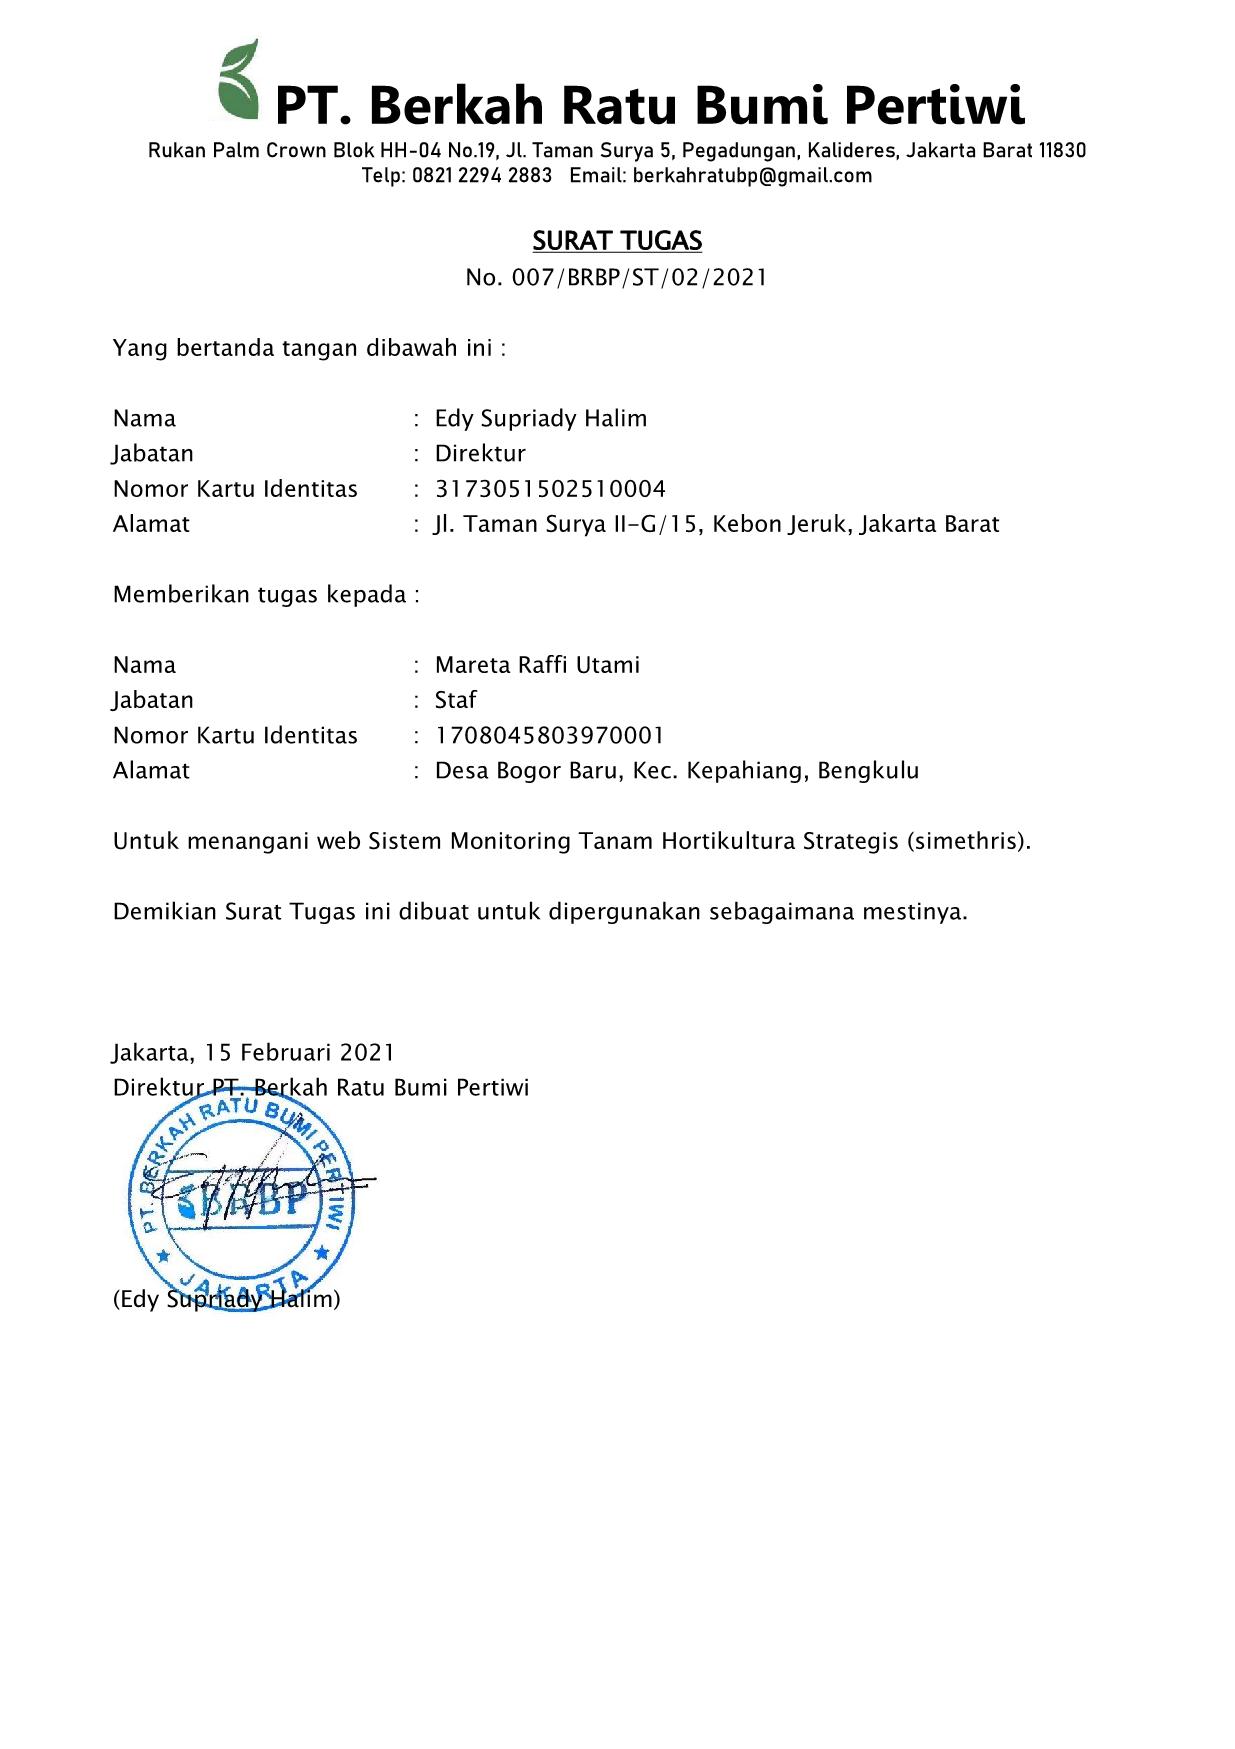 PT. Berkah Ratu Bumi Pertiwi
Rukan Palm Crown Blok HH-04 No.19, Jl. Taman Surya 5, Pegadungan, Kalideres, Jakarta Barat 11830
Telp: 0821 2294 2883 Email: berkahratubp@gmail.com
SURAT TUGAS
No. 007/BRBP/ST/02/2021
Yang bertanda tangan dibawah ini :
Nama : Edy Supriady Halim
Jabatan : Direktur
Nomor Kartu Identitas : 3173051502510004
Alamat : Jl. Taman Surya II-G/15, Kebon Jeruk, Jakarta Barat
Memberikan tugas kepada :
Nama : Mareta Raffi Utami
Jabatan : Staf
Nomor Kartu Identitas : 1708045803970001
Alamat : Desa Bogor Baru, Kec. Kepahiang, Bengkulu
Untuk menangani web Sistem Monitoring Tanam Hortikultura Strategis (simethris).
Demikian Surat Tugas ini dibuat untuk dipergunakan sebagaimana mestinya.
Jakarta, 15 Februari 2021
Direktur PT. Berkah Ratu Bumi Pertiwi
PT. BERKAH RATU BUMI PERTIWI
BRBP
JAKARTA
(Edy Supriady Halim)